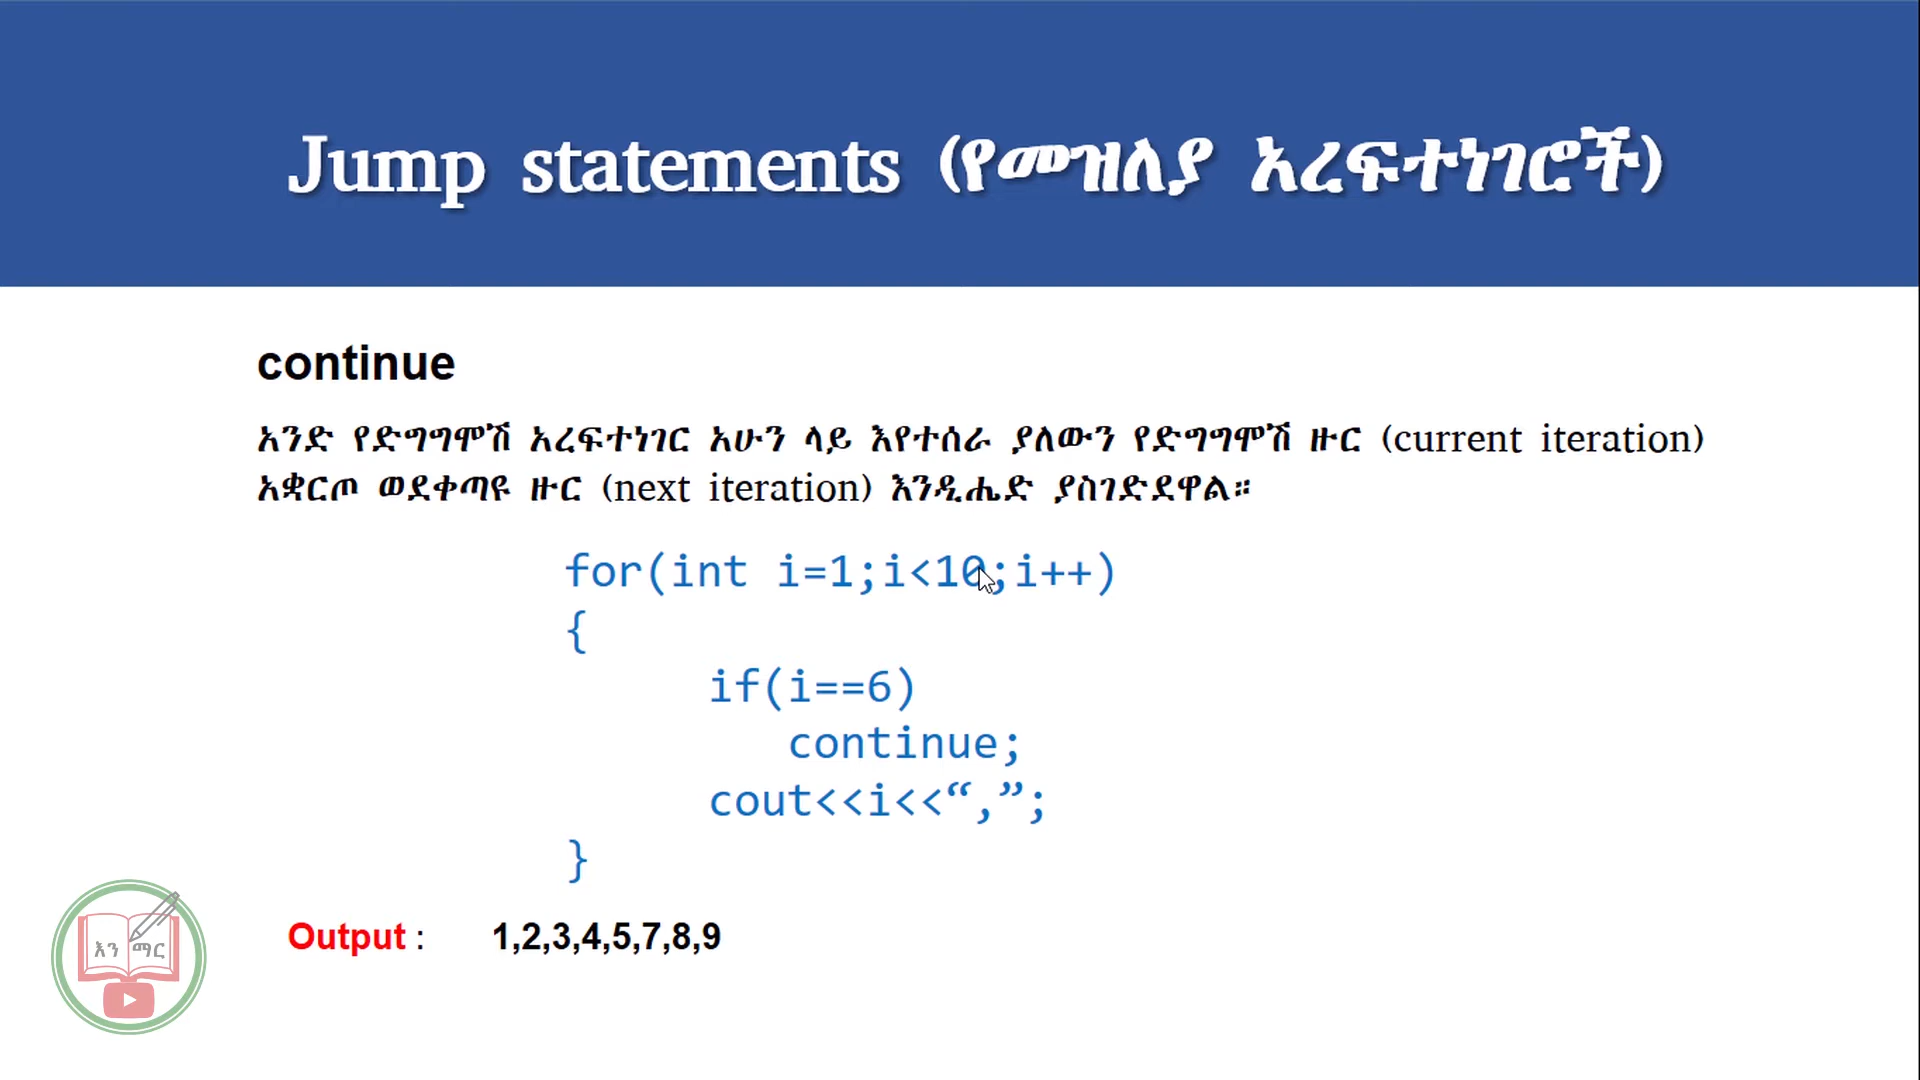 Jump statements (የመዝለያ አረፍተነገሮች)
continue
አንድ የድግግሞሽ አረፍተነገር አሁን ላይ እየተሰራ ያለውን የድግግሞሽ ዙር (current iteration)
አቋርጦ ወደቀጣዩ ዙር (next iteration) እንዲሔድ ያስገድደዋል።
for(int i=1;i<10;i++)
{
if(i==6)
continue;
cout<<i<<“,”;
}
Output : 1,2,3,4,5,7,8,9
እን ማር